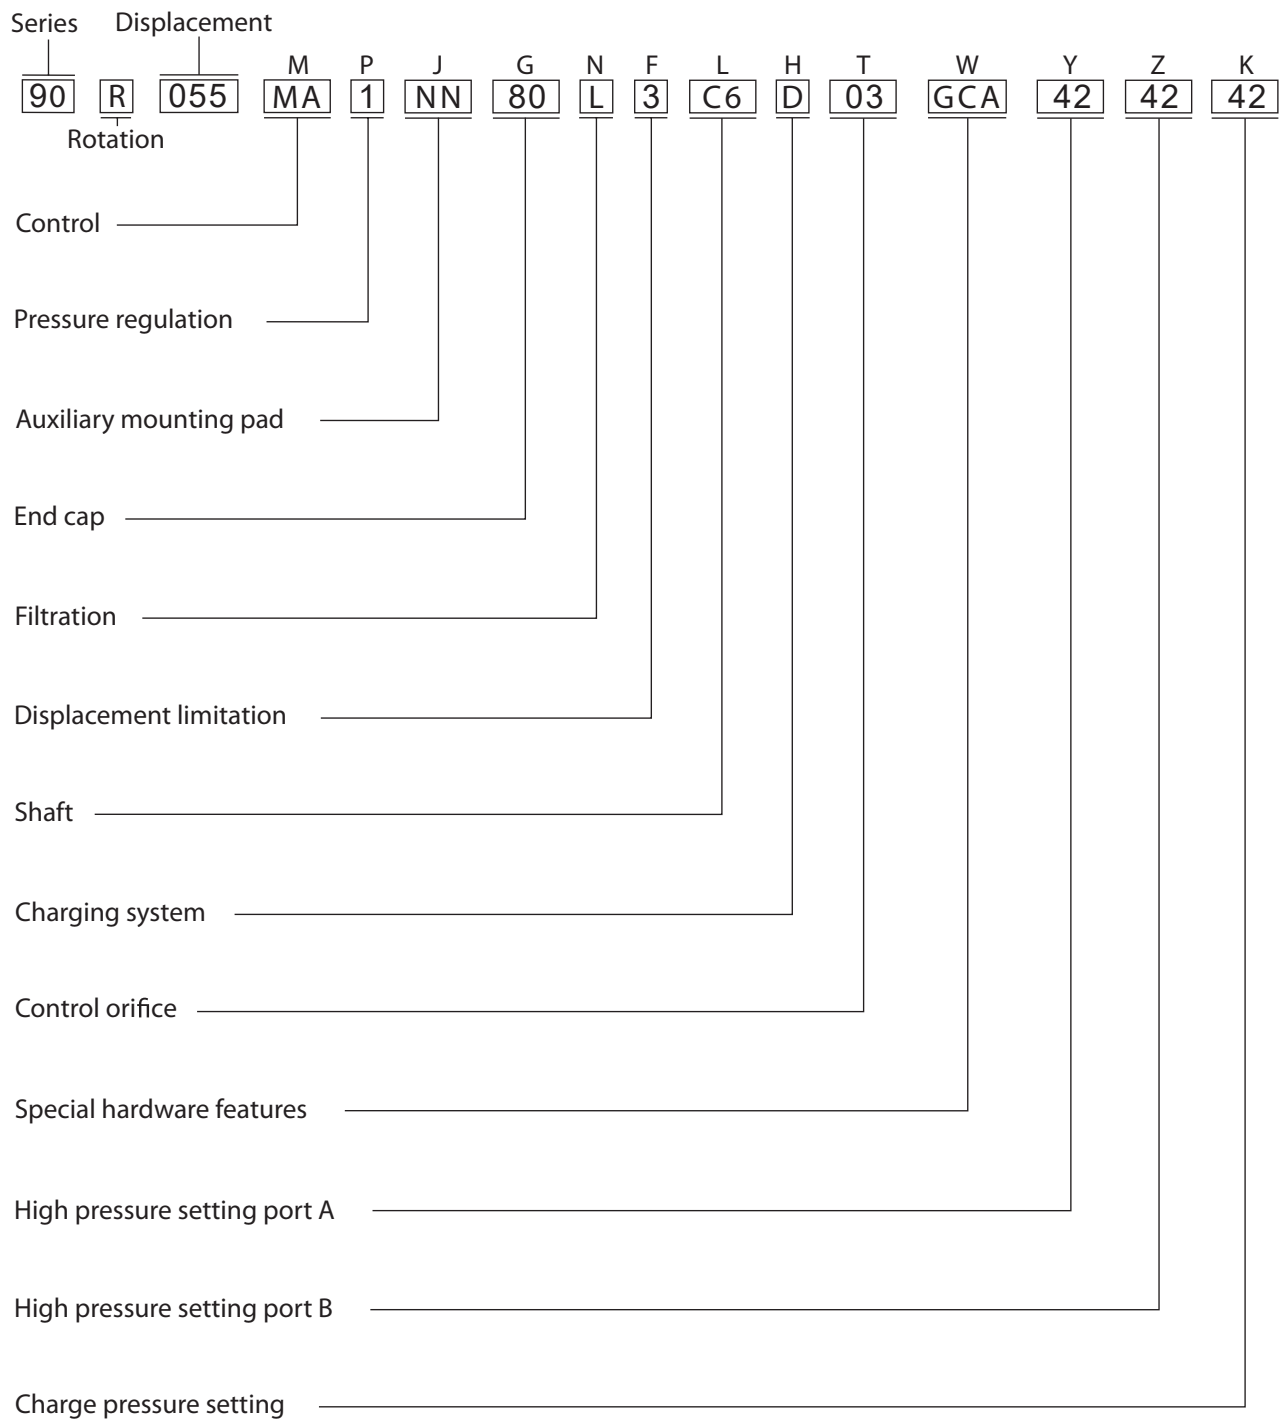 Series Displacement
M P J G N F L H T W Y Z K
90 R 055 MA 1 NN 80 L 3 C6 D 03 GCA 42 42 42
Rotation
Control
Pressure regulation
Auxiliary mounting pad
End cap
Filtration
Displacement limitation
Shaft
Charging system
Control orifice
Special hardware features
High pressure setting port A
High pressure setting port B
Charge pressure setting